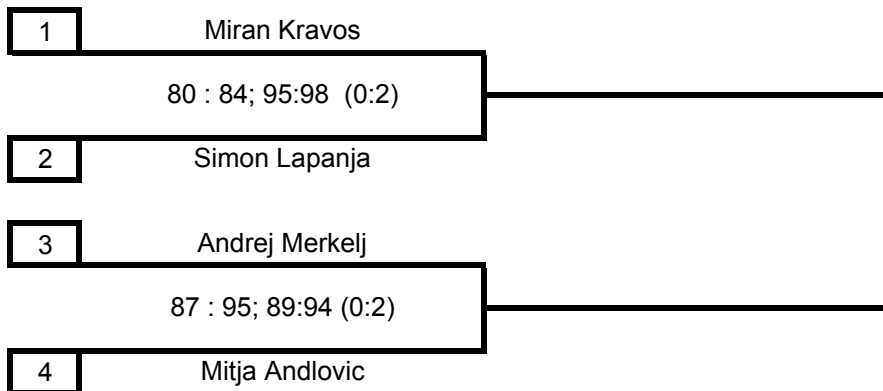 1 Miran Kravos
80 : 84; 95:98 (0:2)
2 Simon Lapanja
3 Andrej Merkelj
87 : 95; 89:94 (0:2)
4 Mitja Andlovic